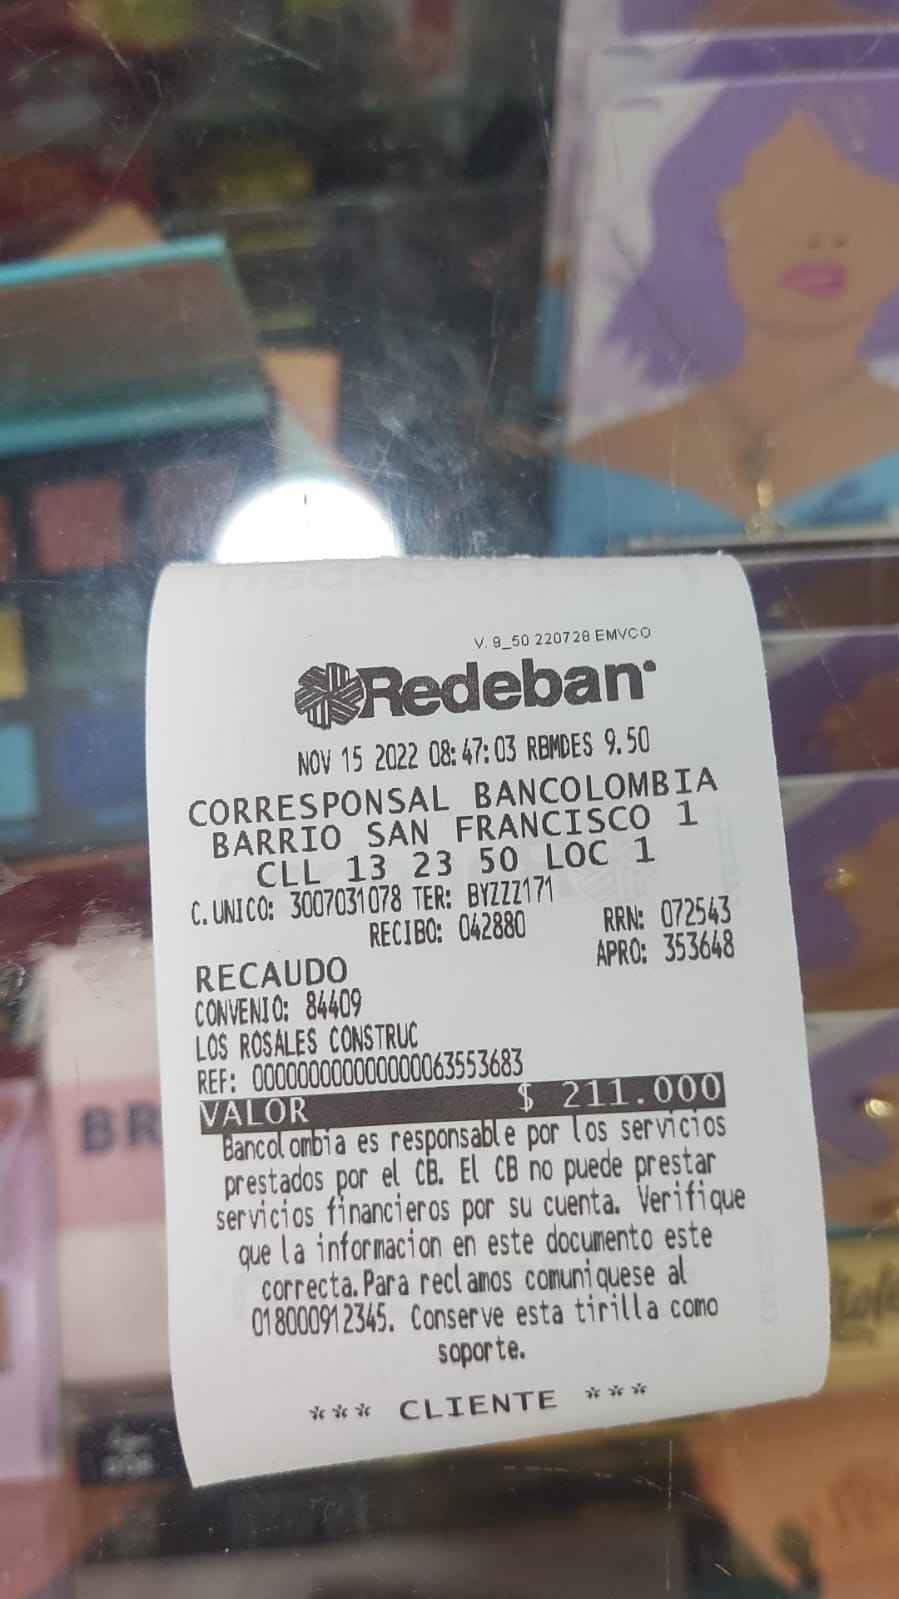 V. 9_50 220728 EMVCO
Redeban
NOV 15 2022 08:47:03 RBMDES 9.50
CORRESPONSAL BANCOLOMBIA
BARRIO SAN FRANCISCO 1
CLL 13 23 50 LOC 1
C.UNICO: 3007031078 TER: BYZZZ171
RECIBO: 042880 RRN: 072543
APRO: 353648
RECAUDO
CONVENIO: 84409
LOS ROSALES CONSTRUC
REF: 000000000000000063553683
VALOR $ 211.000
Bancolombia es responsable por los servicios
prestados por el CB. El CB no puede prestar
servicios financieros por su cuenta. Verifique
que la informacion en este documento este
correcta.Para reclamos comuniquese al
018000912345. Conserve esta tirilla como
soporte.
*** CLIENTE ***
BR